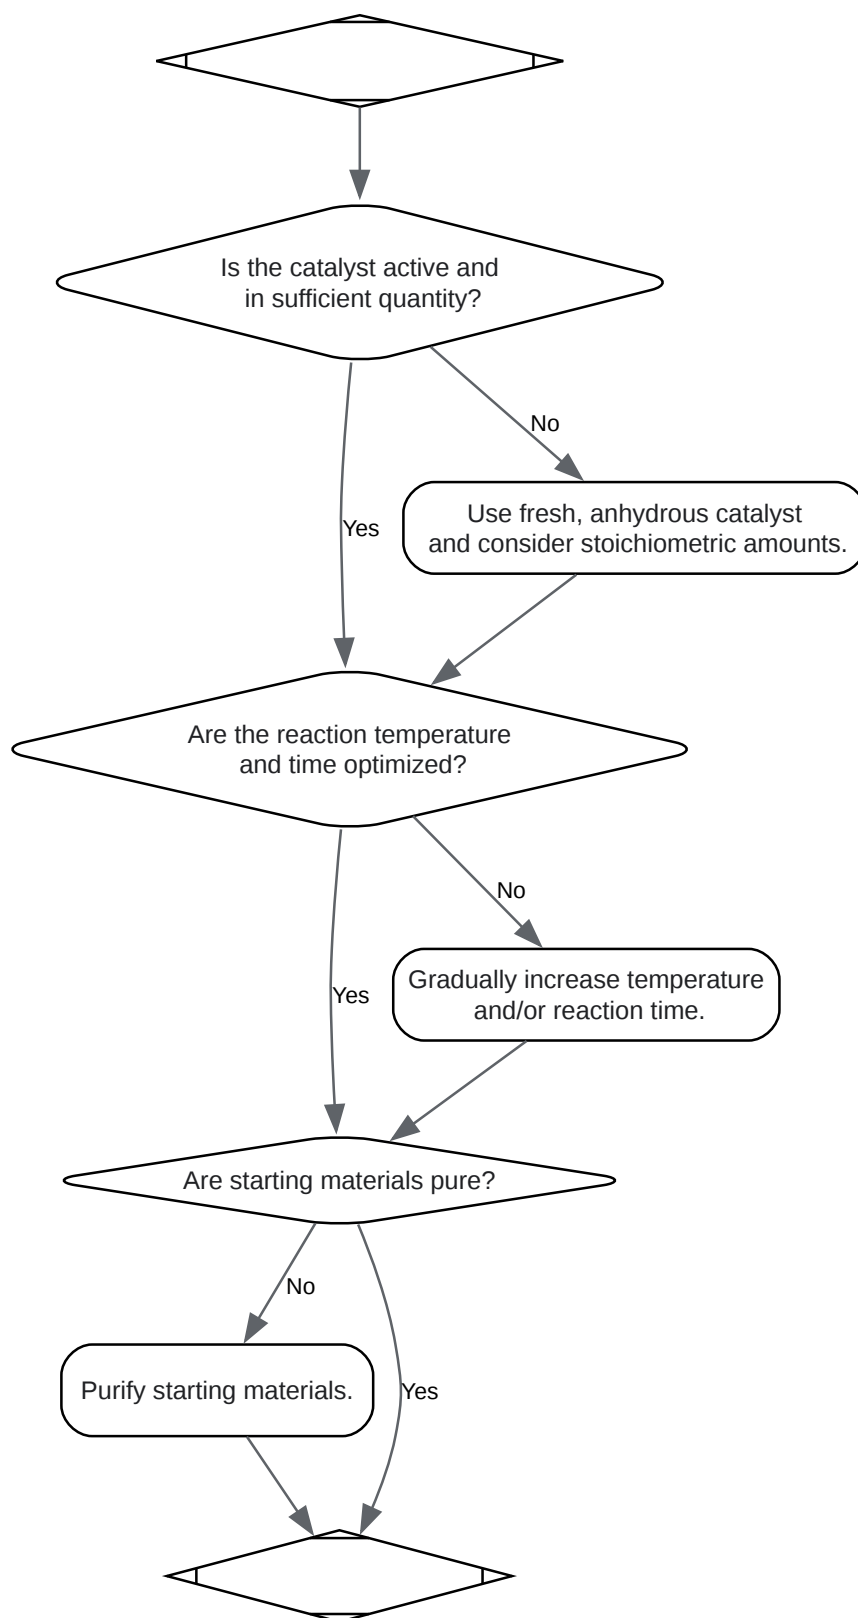 Is the catalyst active and
in sufficient quantity?
No
Yes
Use fresh, anhydrous catalyst
and consider stoichiometric amounts.
Are the reaction temperature
and time optimized?
No
Yes
Gradually increase temperature
and/or reaction time.
Are starting materials pure?
No
Purify starting materials.
Yes